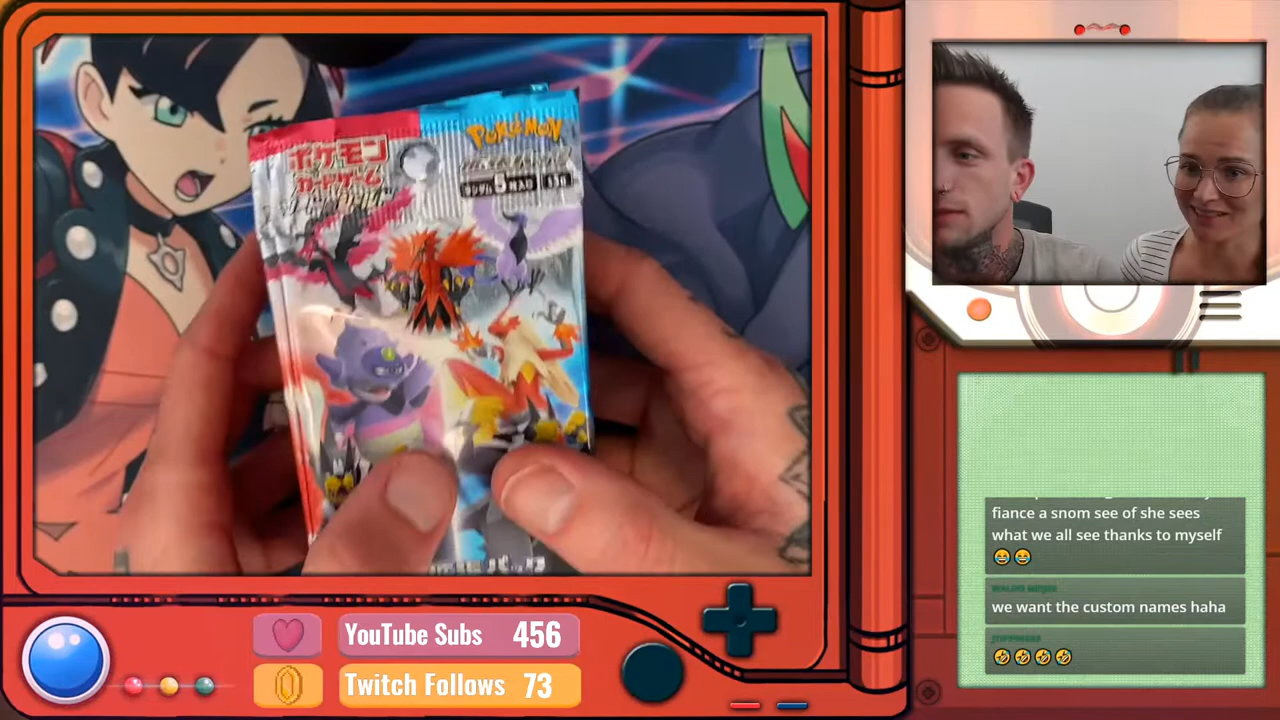 ポケモン
カードゲーム
POKÉMON
5
fiance a snom see of she sees
what we all see thanks to myself
😂 😂
we want the custom names haha
🤣 🤣 🤣 🤣
YouTube Subs 456
Twitch Follows 73